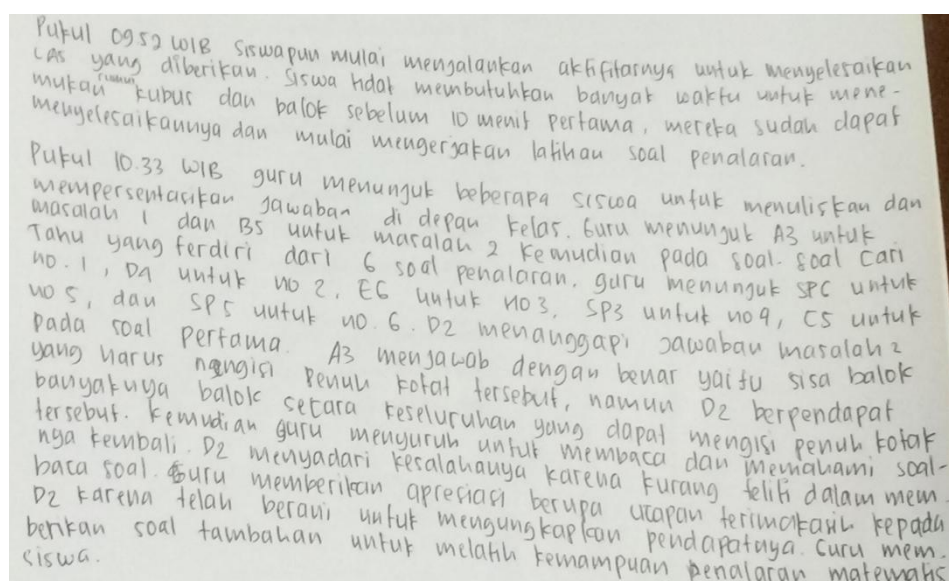 Pukul 0952 WIB Siswapun mulai menjalankan aktifitasnya untuk menyelesaikan
LAS yang diberikan. Siswa tidak membutuhkan banyak waktu untuk mene-
mukan rumus kubus dan balok sebelum 10 menit pertama, mereka sudah dapat
menyelesaikannya dan mulai mengerjakan latihan soal penalaran.
Pukul 10.33 WIB guru menunjuk beberapa siswa untuk menuliskan dan
mempersentasikan jawaban di depan kelas. Guru menunjuk A3 untuk
masalah 1 dan B5 untuk masalah 2 Kemudian pada soal-soal Cari
Tahu yang terdiri dari 6 soal penalaran, guru menunjuk SPC untuk
no.1, D4 untuk no 2, E6 untuk no 3, SP3 untuk no 4, C5 untuk
no 5, dan SP5 untuk no. 6. D2 menanggapi jawaban masalah 2
pada soal pertama. A3 menjawab dengan benar yaitu sisa balok
yang harus mengisi penuh kotat tersebut, namun D2 berpendapat
banyaknya balok setara keseluruhan yang dapat mengisi penuh kotak
tersebut. Kemudian guru menyuruh untuk membaca dan memahami soal-
nya kembali. D2 menyadari kesalahanya karena kurang teliti dalam mem-
baca soal. Guru memberikan apresiasi berupa ucapan terimakasih kepada
D2 karena telah berani untuk mengungkapkan pendapatnya. Guru mem-
berikan soal tambahan untuk melatih kemampuan penalaran matematis
siswa.